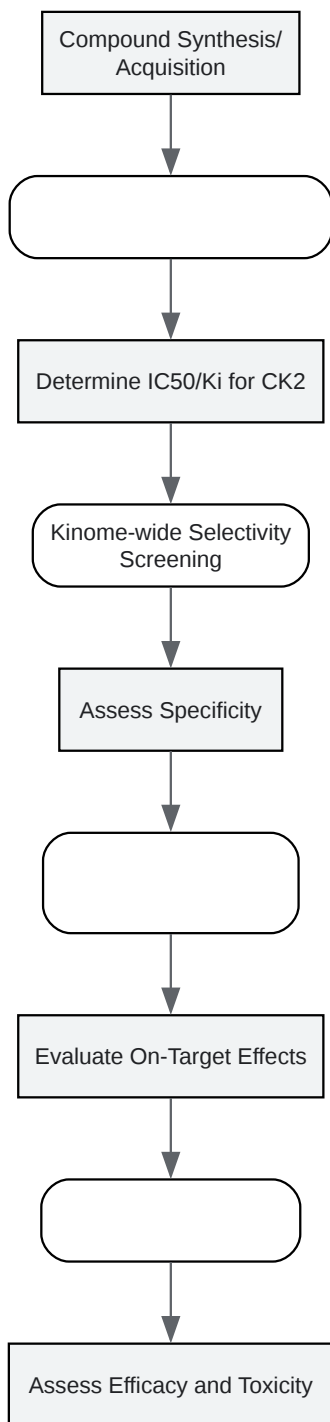 Compound Synthesis/
Acquisition
Determine IC50/Ki for CK2
Kinome-wide Selectivity
Screening
Assess Specificity
Evaluate On-Target Effects
Assess Efficacy and Toxicity